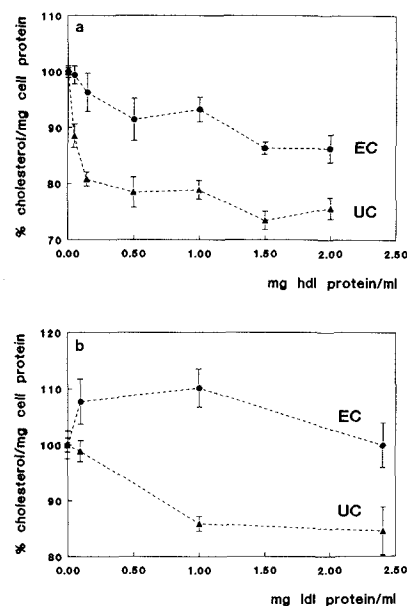 a
110
100
90
80
70
% cholesterol/mg cell protein
EC
UC
0.00 0.50 1.00 1.50 2.00 2.50
mg hdl protein/ml
b
120
110
100
90
80
% cholesterol/mg cell protein
EC
UC
0.00 0.50 1.00 1.50 2.00 2.50
mg ldl protein/ml